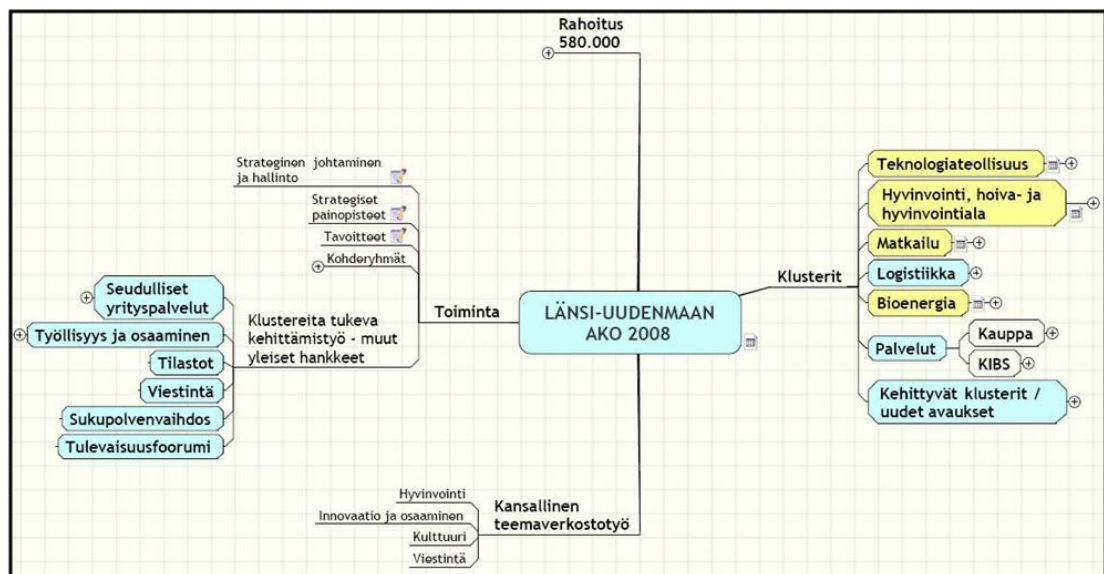 Rahoitus
580.000
Strateginen johtaminen
ja hallinto
Strategiset
painopisteet
Tavoitteet
Kohderyhmät
Toiminta
Seudulliset
yrityspalvelut
Työllisyys ja osaaminen
Tilastot
Viestintä
Sukupolvenvaihdos
Tulevaisuusfoorumi
Klustereita tukeva
kehittämistyö - muut
yleiset hankkeet
LÄNSI-UUDENMAAN
AKO 2008
Klusterit
Teknologiateollisuus
Hyvinvointi, hoiva- ja
hyvinvointiala
Matkailu
Logistiikka
Bioenergia
Palvelut
Kauppa
KIBS
Kehittyvät klusterit /
uudet avaukset
Kansallinen
teemaverkostotyö
Hyvinvointi
Innovaatio ja osaaminen
Kulttuuri
Viestintä